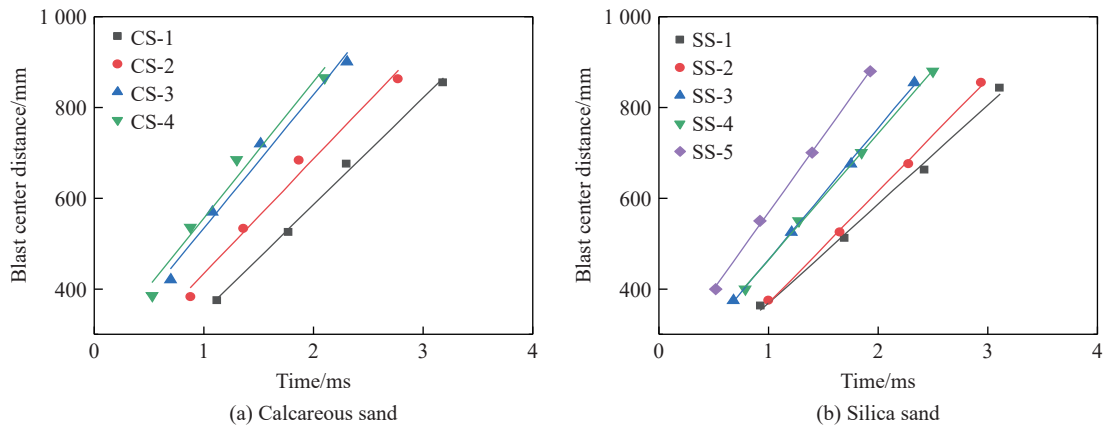 1 000
800
600
400
Blast center distance/mm
CS-1
CS-2
CS-3
CS-4
0
1
2
3
4
Time/ms
(a) Calcareous sand
1 000
800
600
400
Blast center distance/mm
SS-1
SS-2
SS-3
SS-4
SS-5
0
1
2
3
4
Time/ms
(b) Silica sand